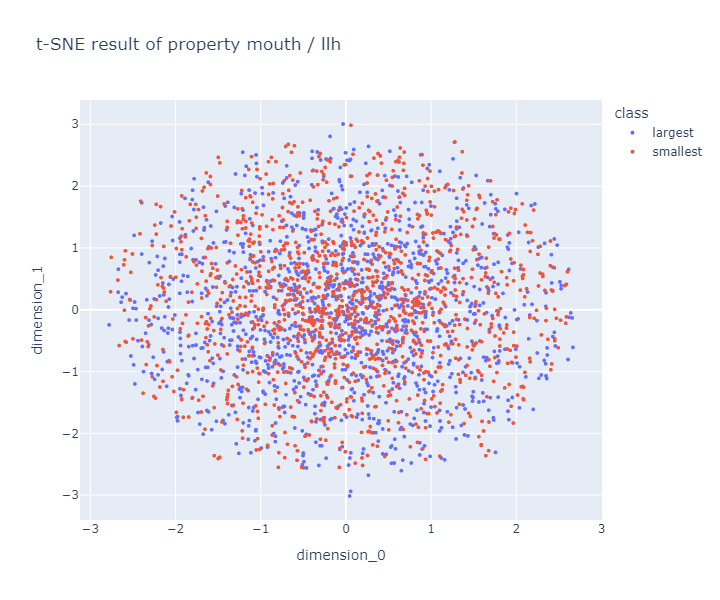 t-SNE result of property mouth / llh
class
largest
smallest
dimension_1
3
2
1
0
−1
−2
−3
−3
−2
−1
0
1
2
3
dimension_0